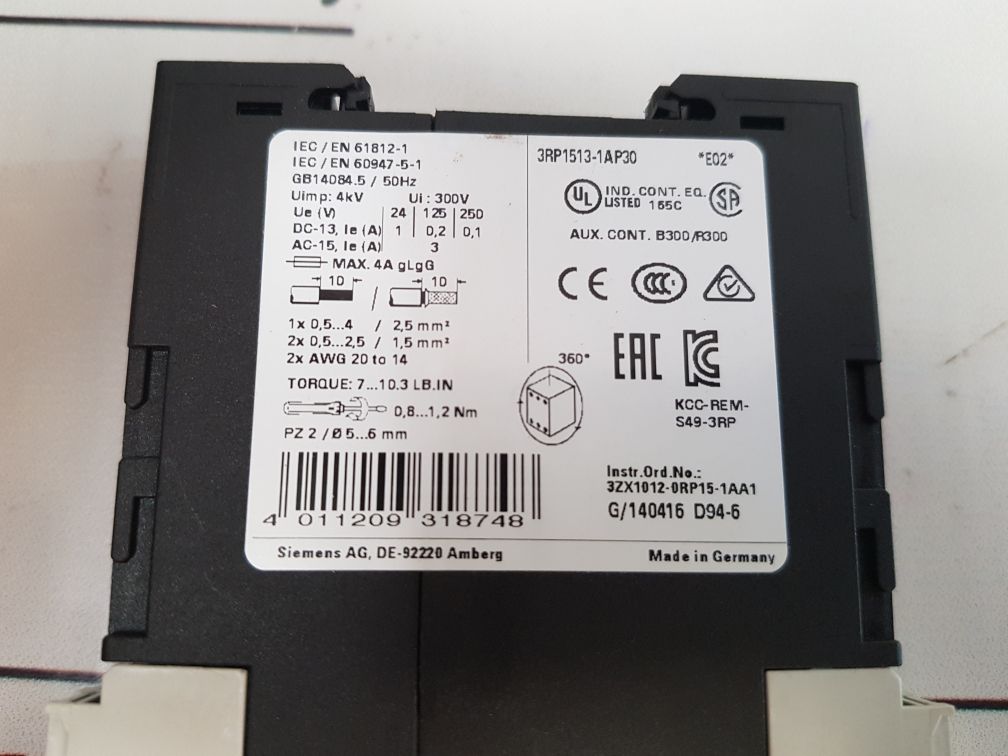 IEC / EN 61812-1
IEC / EN 60947-5-1
GB14084.5 / 50Hz
Uimp: 4kV Ui : 300V
Ue (V) 24 125 250
DC-13, Ie (A) 1 0,2 0,1
AC-15, Ie (A) 3
MAX. 4A gLgG
10 / 10
1x 0,5...4 / 2,5 mm²
2x 0,5...2,5 / 1,5 mm²
2x AWG 20 to 14
TORQUE: 7...10.3 LB.IN
0,8...1,2 Nm
PZ 2 / Ø 5...6 mm
4 011209 318748
3RP1513-1AP30 *E02*
UL IND. CONT. EQ. SA
LISTED 165C
AUX. CONT. B300/R300
CE CCC
EAC KC
360°
KCC-REM-
S49-3RP
Instr.Ord.No.:
3ZX1012-0RP15-1AA1
G/140416 D94-6
Siemens AG, DE-92220 Amberg Made in Germany